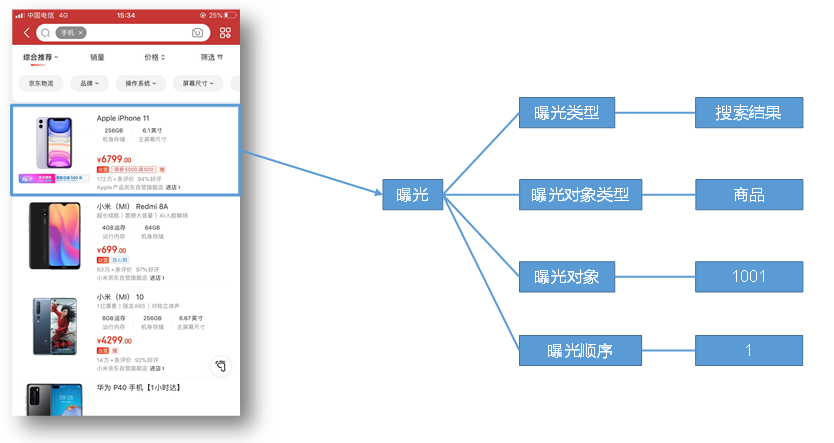 中国电信 4G 15:34 25%
手机 ×
综合推荐 销量 价格 筛选
京东物流 品牌 操作系统 屏幕尺寸
Apple iPhone 11
256GB 6.1英寸
机身存储 主屏幕尺寸
¥6799.00
自营 领券5000减500 赠
172万+条评价 94%好评
Apple产品京东自营旗舰店 进店
小米（MI） Redmi 8A
超长续航｜震撼大音量｜AI人脸解锁
4GB运存 64GB
运行内存 机身存储
¥699.00
自营 放心购
63万+条评价 97%好评
小米京东自营旗舰店 进店
小米（MI） 10
1亿像素｜骁龙865｜对称立体声
8GB运存 256GB 6.67英寸
运行内存 机身存储 主屏幕尺寸
¥4299.00
自营 赠
14万+条评价 92%好评
小米京东自营旗舰店 进店
华为 P40 手机【1小时达】
曝光
曝光类型 搜索结果
曝光对象类型 商品
曝光对象 1001
曝光顺序 1